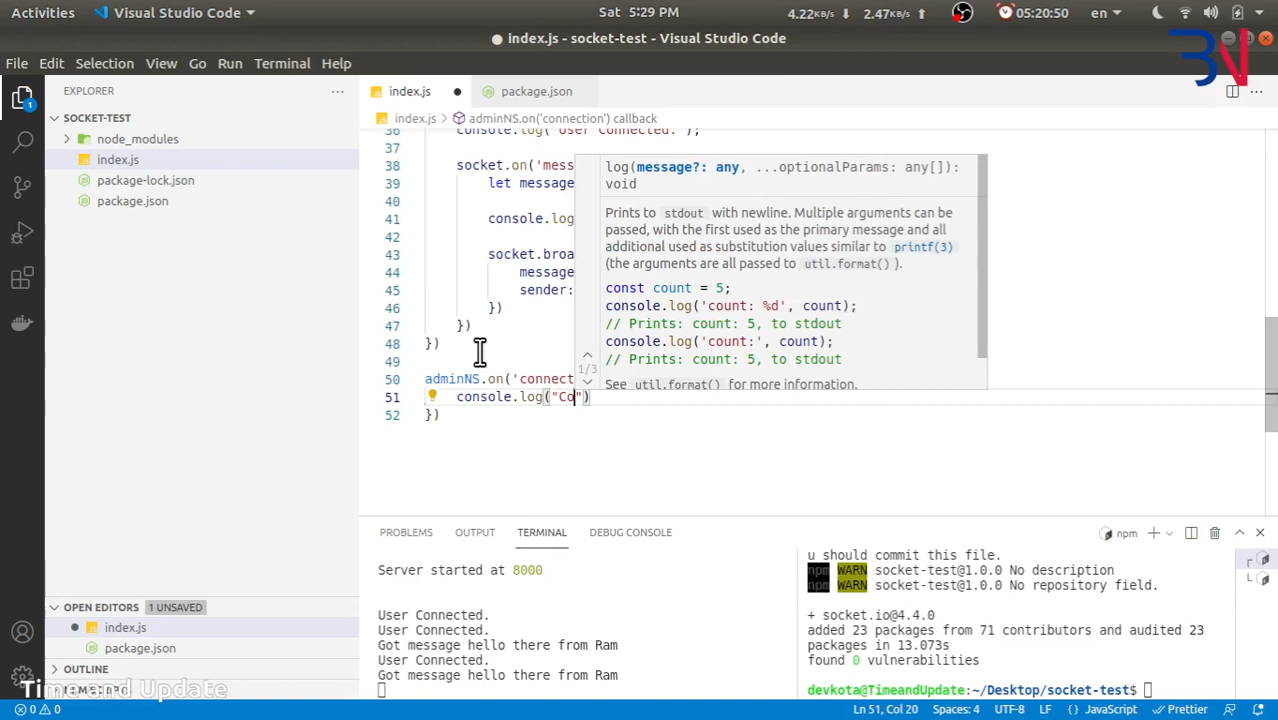 Activities Visual Studio Code Sat 5:29 PM 4.22KB/s 2.47KB/s 05:20:50 en
● index.js - socket-test - Visual Studio Code
File Edit Selection View Go Run Terminal Help
EXPLORER
SOCKET-TEST
node_modules
index.js
package-lock.json
package.json
OPEN EDITORS 1 UNSAVED
index.js
package.json
OUTLINE
Time and Update
1
index.js package.json
index.js adminNS.on('connection') callback
36 console.log("User Connected.");
37
38 socket.on('mess
39 let message
40
41 console.log
42
43 socket.broa
44 message
45 sender:
46 })
47 })
48 })
49
50 adminNS.on('connect
51 console.log("Co")
52 })
log(message?: any, ...optionalParams: any[]):
void
Prints to stdout with newline. Multiple arguments can be
passed, with the first used as the primary message and all
additional used as substitution values similar to printf(3)
(the arguments are all passed to util.format() ).
const count = 5;
console.log('count: %d', count);
// Prints: count: 5, to stdout
console.log('count:', count);
// Prints: count: 5, to stdout
See util.format() for more information.
1/3
BN
PROBLEMS OUTPUT TERMINAL DEBUG CONSOLE npm
Server started at 8000
User Connected.
User Connected.
Got message hello there from Ram
User Connected.
Got message hello there from Ram
u should commit this file.
npm WARN socket-test@1.0.0 No description
npm WARN socket-test@1.0.0 No repository field.
+ socket.io@4.4.0
added 23 packages from 71 contributors and audited 23
packages in 13.073s
found 0 vulnerabilities
devkota@TimeandUpdate:~/Desktop/socket-test$
0 0 Ln 51, Col 20 Spaces: 4 UTF-8 LF {} JavaScript Prettier